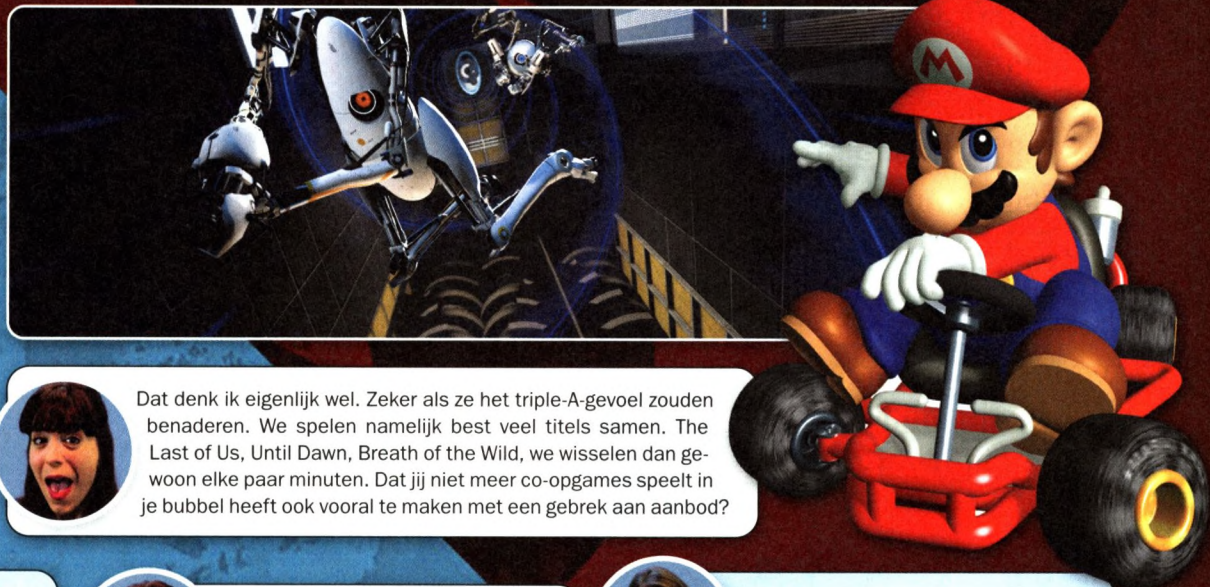 M
Dat denk ik eigenlijk wel. Zeker als ze het triple-A-gevoel zouden
benaderen. We spelen namelijk best veel titels samen. The
Last of Us, Until Dawn, Breath of the Wild, we wisselen dan ge-
woon elke paar minuten. Dat jij niet meer co-opgames speelt in
je bubbel heeft ook vooral te maken met een gebrek aan aanbod?